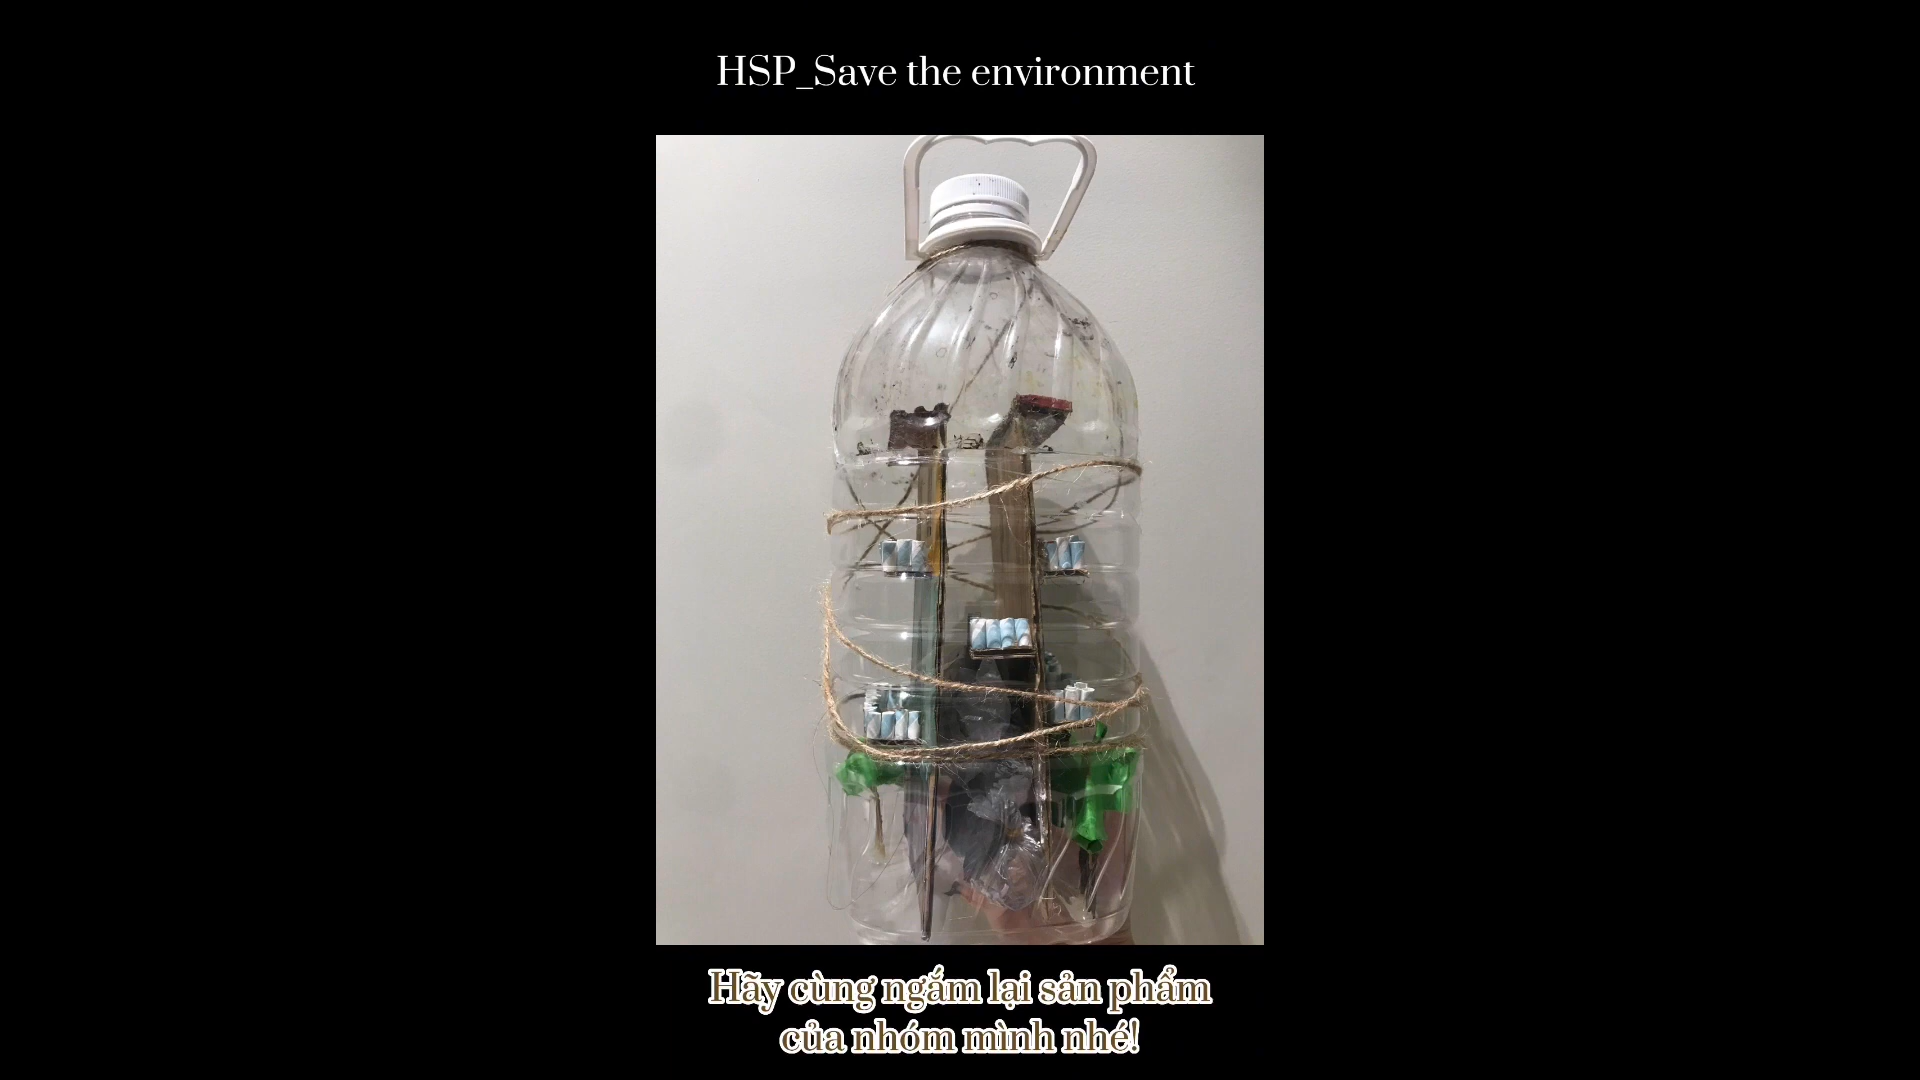 HSP_Save the environment
Hãy cùng ngắm lại sản phẩm
của nhóm mình nhé!